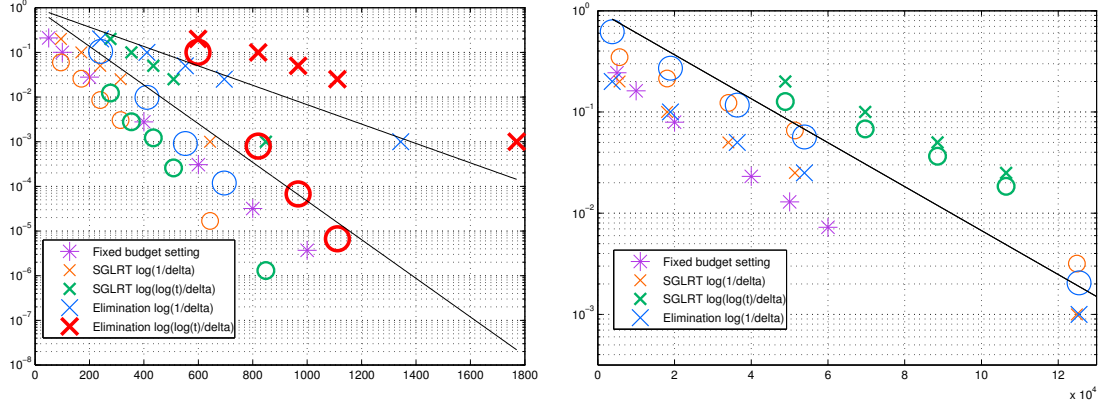 10^0
10^-1
10^-2
10^-3
10^-4
10^-5
10^-6
10^-7
10^-8
0 200 400 600 800 1000 1200 1400 1600 1800
Fixed budget setting
SGLRT log(1/delta)
SGLRT log(log(t)/delta)
Elimination log(1/delta)
Elimination log(log(t)/delta)
10^0
10^-1
10^-2
10^-3
0 2 4 6 8 10 12
x 10^4
Fixed budget setting
SGLRT log(1/delta)
SGLRT log(log(t)/delta)
Elimination log(1/delta)